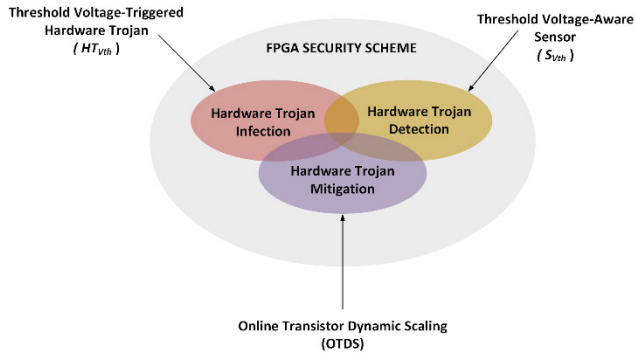 Threshold Voltage-Triggered
Hardware Trojan
( HTVth )
Threshold Voltage-Aware
Sensor
( SVth )
FPGA SECURITY SCHEME
Hardware Trojan
Infection
Hardware Trojan
Detection
Hardware Trojan
Mitigation
Online Transistor Dynamic Scaling
(OTDS)